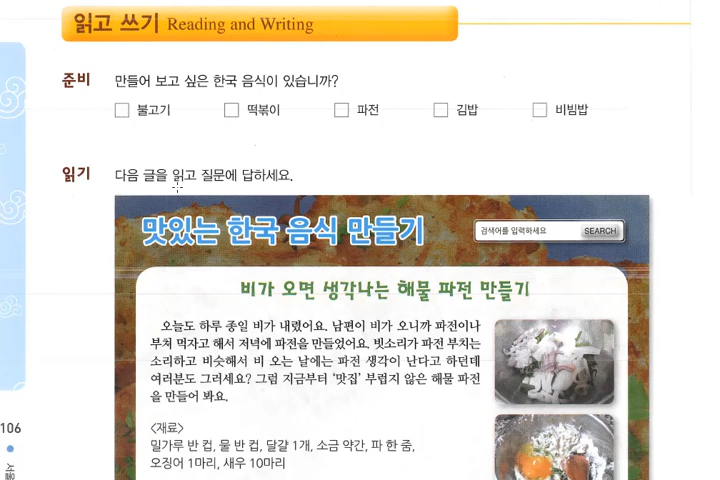 읽고 쓰기 Reading and Writing
준비 만들어 보고 싶은 한국 음식이 있습니까?
불고기 떡볶이 파전 김밥 비빔밥
읽기 다음 글을 읽고 질문에 답하세요.
맛있는 한국 음식 만들기
검색어를 입력하세요 SEARCH
비가 오면 생각나는 해물 파전 만들기
오늘도 하루 종일 비가 내렸어요. 남편이 비가 오니까 파전이나
부쳐 먹자고 해서 저녁에 파전을 만들었어요. 빗소리가 파전 부치는
소리하고 비슷해서 비 오는 날에는 파전 생각이 난다고 하던데
여러분도 그러세요? 그럼 지금부터 ‘맛집’ 부럽지 않은 해물 파전
을 만들어 봐요.
<재료>
밀가루 반 컵, 물 반 컵, 달걀 1개, 소금 약간, 파 한 줌,
오징어 1마리, 새우 10마리
106